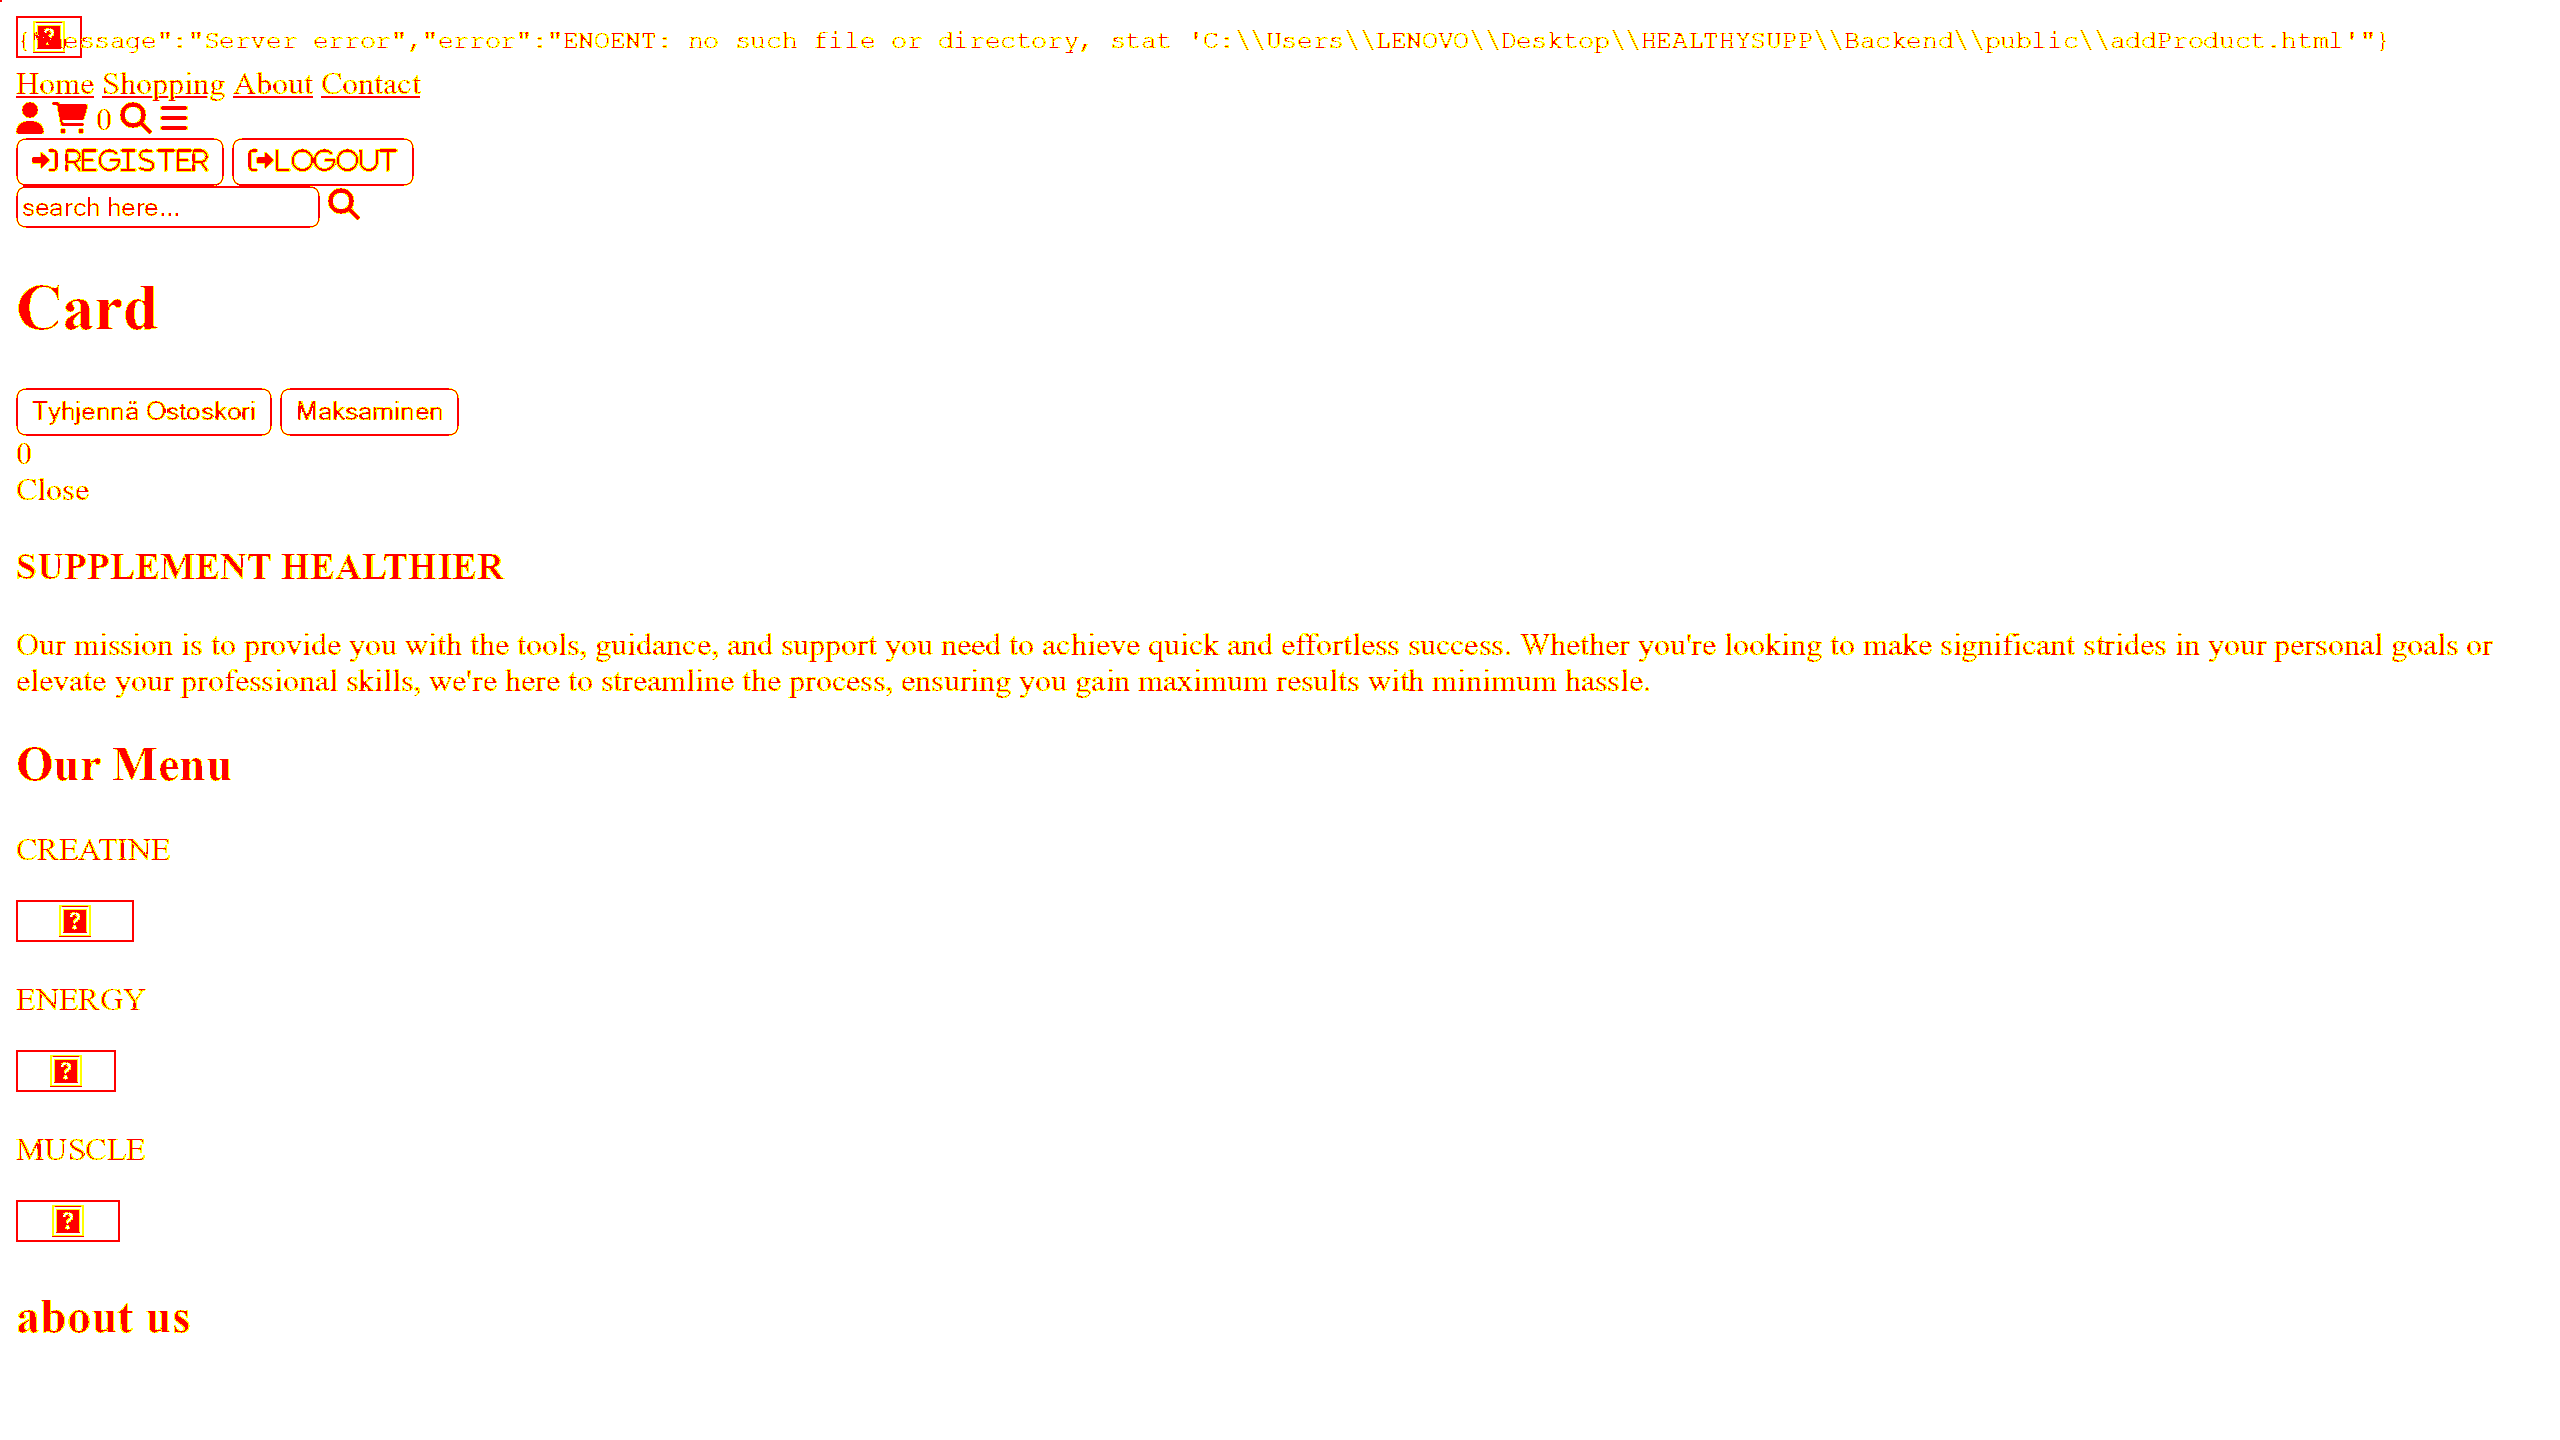 {"message":"Server error","error":"ENOENT: no such file or directory, stat 'C:\\Users\\LENOVO\\Desktop\\HEALTHYSUPP\\Backend\\public\\addProduct.html'"}
Home Shopping About Contact
0
REGISTER LOGOUT
search here...
Card
Tyhjennä Ostoskori Maksaminen
0
Close
SUPPLEMENT HEALTHIER
Our mission is to provide you with the tools, guidance, and support you need to achieve quick and effortless success. Whether you're looking to make significant strides in your personal goals or
elevate your professional skills, we're here to streamline the process, ensuring you gain maximum results with minimum hassle.
Our Menu
CREATINE
ENERGY
MUSCLE
about us